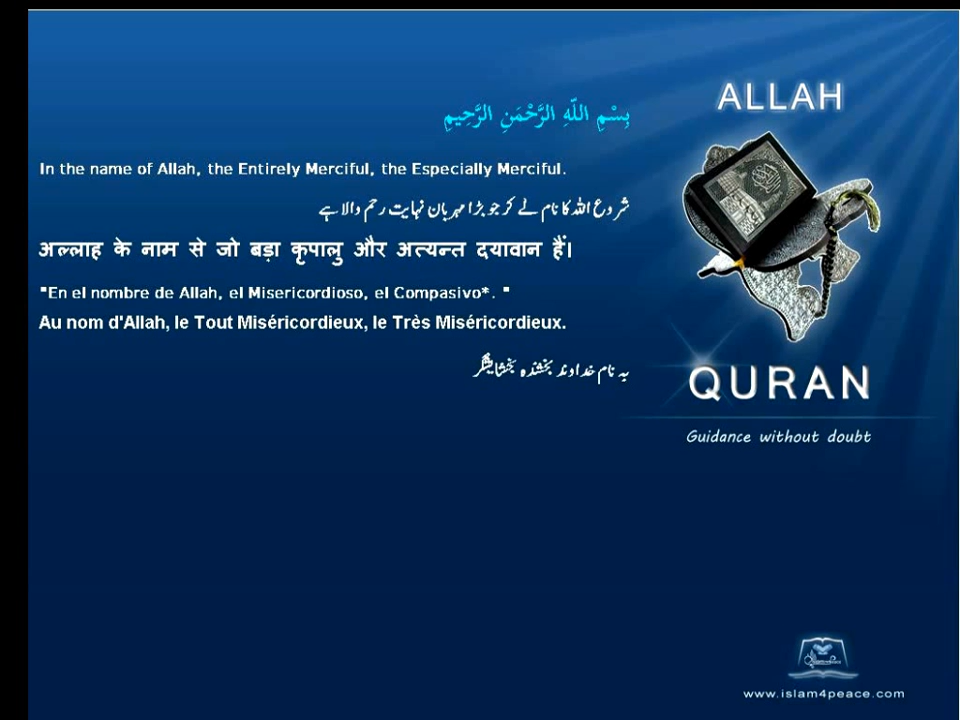 بِسْمِ اللّهِ الرَّحْمَنِ الرَّحِيمِ
In the name of Allah, the Entirely Merciful, the Especially Merciful.
شروع اللہ کا نام لے کر جو بڑا مہربان نہایت رحم والا ہے
अल्लाह के नाम से जो बड़ा कृपालु और अत्यन्त दयावान हैं।
"En el nombre de Allah, el Misericordioso, el Compasivo*. "
Au nom d'Allah, le Tout Miséricordieux, le Très Miséricordieux.
به نام خداوند بخشنده بخشایشگر
ALLAH
QURAN
Guidance without doubt
www.islam4peace.com